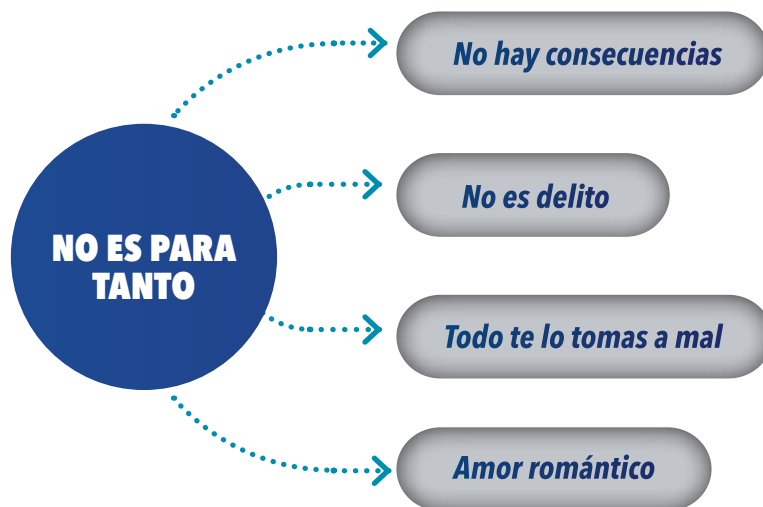 NO ES PARA
TANTO
No hay consecuencias
No es delito
Todo te lo tomas a mal
Amor romántico